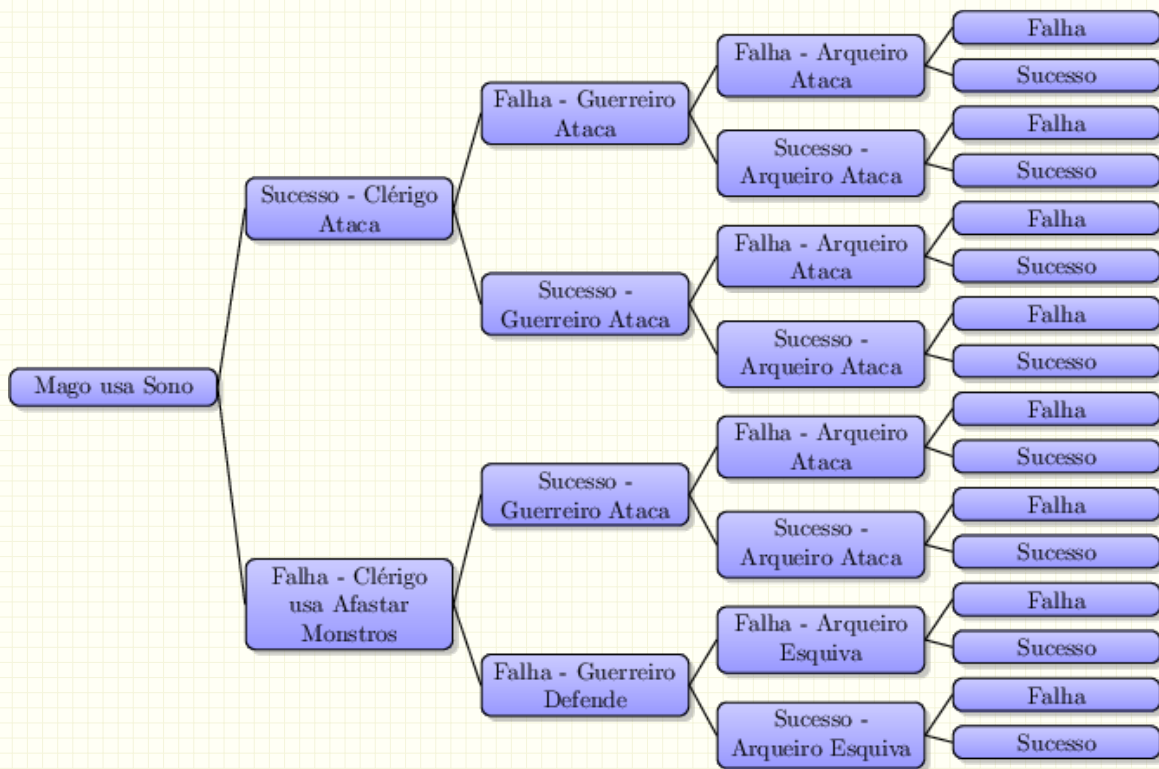 Mago usa Sono
Sucesso - Clérigo
Ataca
Falha - Clérigo
usa Afastar
Monstros
Falha - Guerreiro
Ataca
Sucesso -
Guerreiro Ataca
Sucesso -
Guerreiro Ataca
Falha - Guerreiro
Defende
Falha - Arqueiro
Ataca
Sucesso -
Arqueiro Ataca
Falha - Arqueiro
Ataca
Sucesso -
Arqueiro Ataca
Falha - Arqueiro
Ataca
Sucesso -
Arqueiro Ataca
Falha - Arqueiro
Esquiva
Sucesso -
Arqueiro Esquiva
Falha
Sucesso
Falha
Sucesso
Falha
Sucesso
Falha
Sucesso
Falha
Sucesso
Falha
Sucesso
Falha
Sucesso
Falha
Sucesso